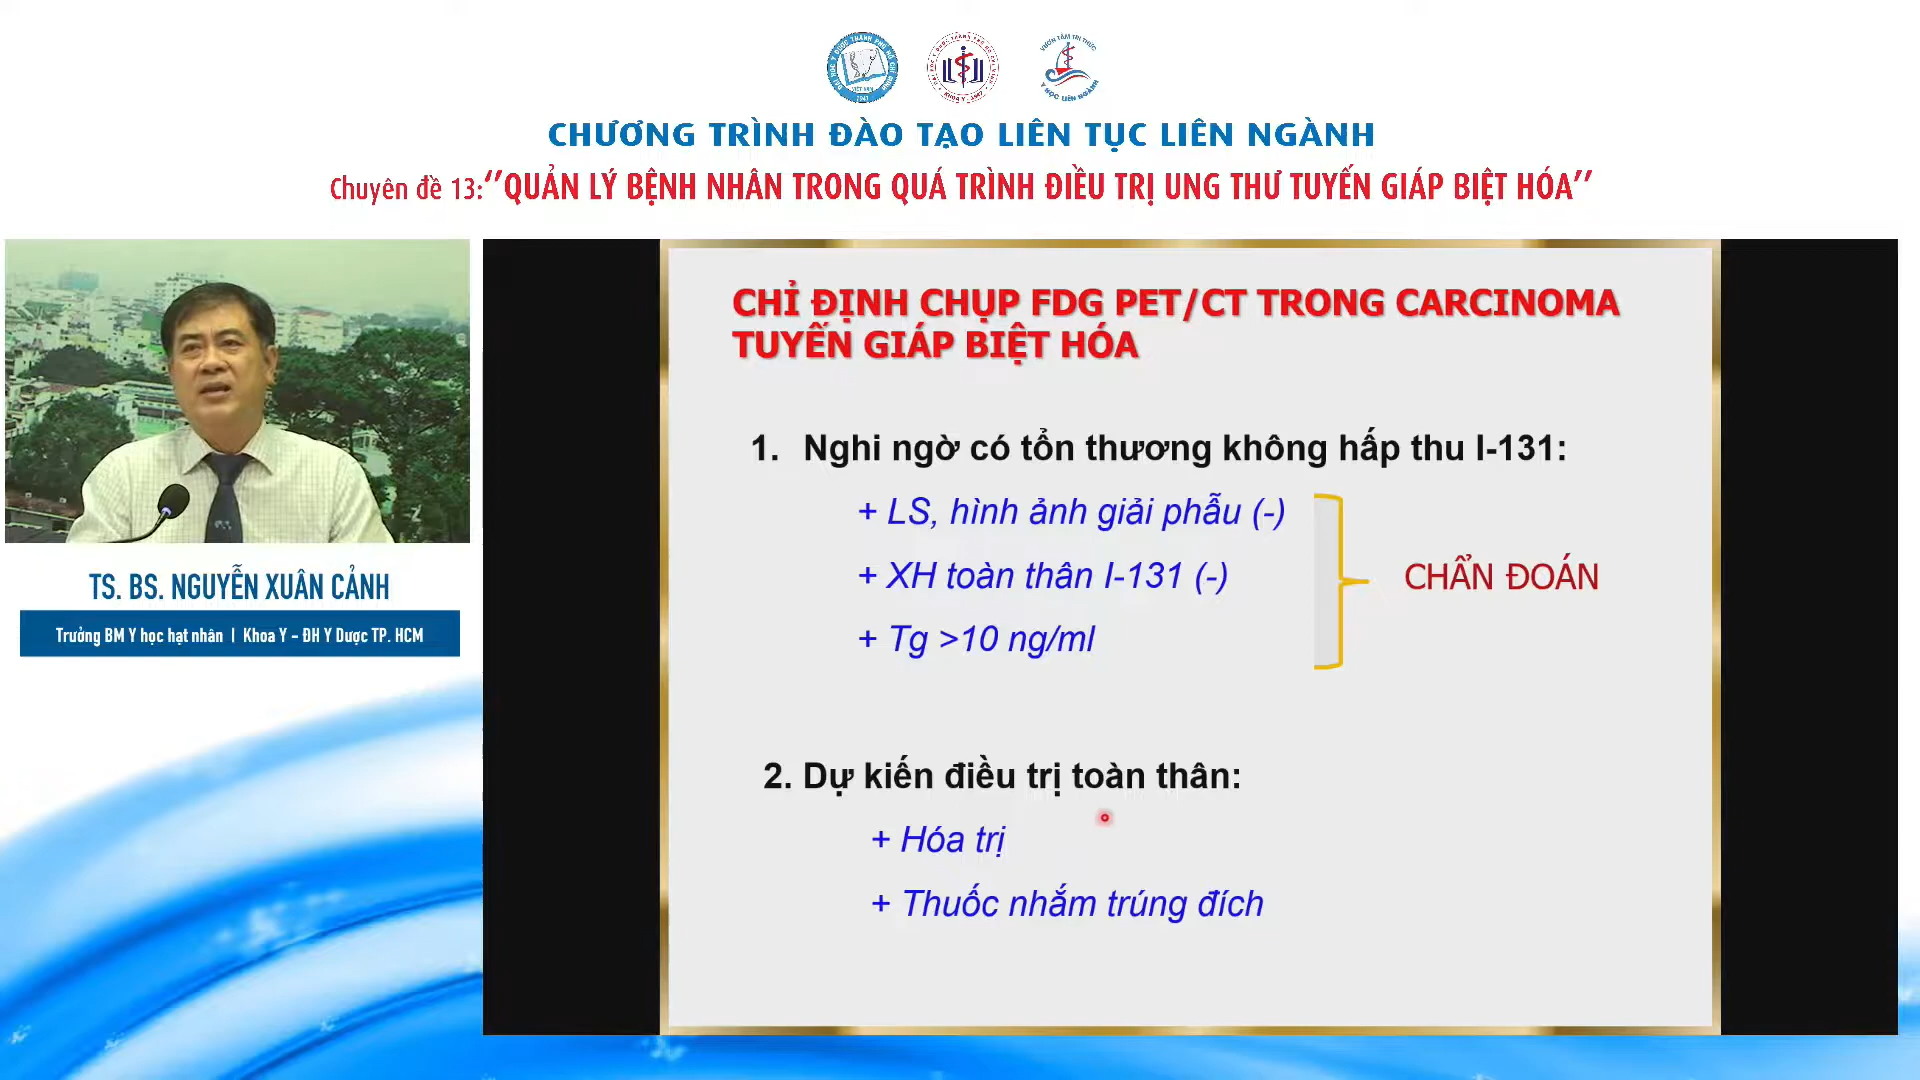 CHƯƠNG TRÌNH ĐÀO TẠO LIÊN TỤC LIÊN NGÀNH
Chuyên đề 13:‘’QUẢN LÝ BỆNH NHÂN TRONG QUÁ TRÌNH ĐIỀU TRỊ UNG THƯ TUYẾN GIÁP BIỆT HÓA’’
TS. BS. NGUYỄN XUÂN CẢNH
Trưởng BM Y học hạt nhân | Khoa Y – ĐH Y Dược TP. HCM
CHỈ ĐỊNH CHỤP FDG PET/CT TRONG CARCINOMA
TUYẾN GIÁP BIỆT HÓA
1. Nghi ngờ có tổn thương không hấp thu I-131:
+ LS, hình ảnh giải phẫu (-)
+ XH toàn thân I-131 (-)
+ Tg >10 ng/ml
CHẨN ĐOÁN
2. Dự kiến điều trị toàn thân:
+ Hóa trị
+ Thuốc nhắm trúng đích